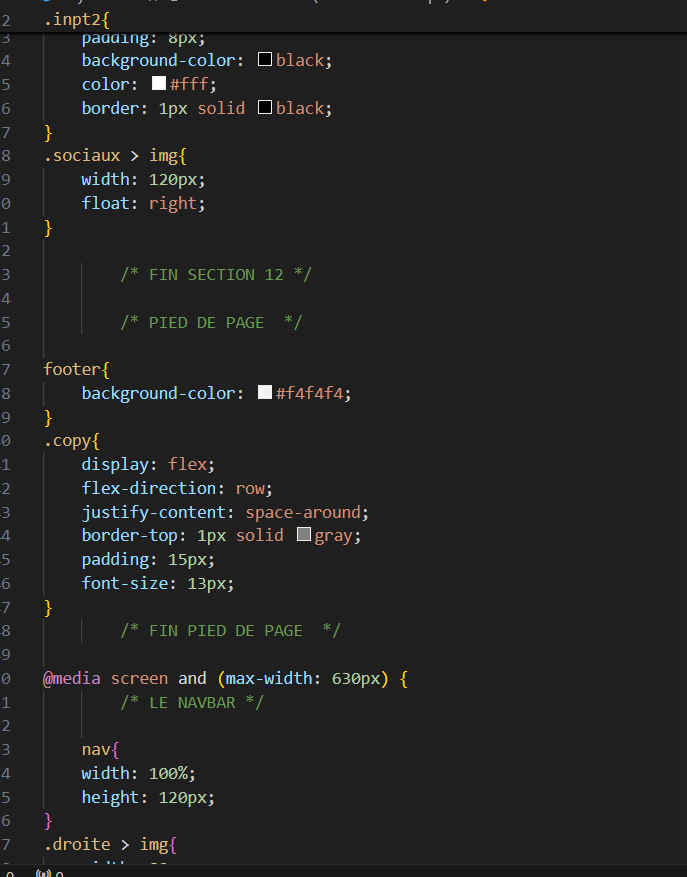 2 .inpt2{
3 padding: 8px;
4 background-color: black;
5 color: #fff;
6 border: 1px solid black;
7 }
8 .sociaux > img{
9 width: 120px;
0 float: right;
1 }
2
3 /* FIN SECTION 12 */
4
5 /* PIED DE PAGE  */
6
7 footer{
8 background-color: #f4f4f4;
9 }
0 .copy{
1 display: flex;
2 flex-direction: row;
3 justify-content: space-around;
4 border-top: 1px solid gray;
5 padding: 15px;
6 font-size: 13px;
7 }
8 /* FIN PIED DE PAGE  */
9
0 @media screen and (max-width: 630px) {
1 /* LE NAVBAR */
2
3 nav{
4 width: 100%;
5 height: 120px;
6 }
7 .droite > img{
0 0